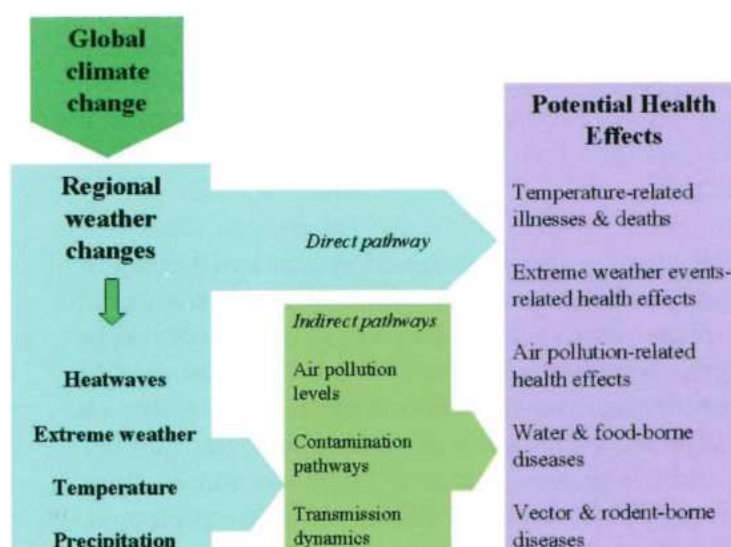 Global
climate
change
Regional
weather
changes
Heatwaves
Extreme weather
Temperature
Precipitation
Direct pathway
Indirect pathways
Air pollution
levels
Contamination
pathways
Transmission
dynamics
Potential Health
Effects
Temperature-related
illnesses & deaths
Extreme weather events-
related health effects
Air pollution-related
health effects
Water & food-borne
diseases
Vector & rodent-borne
diseases